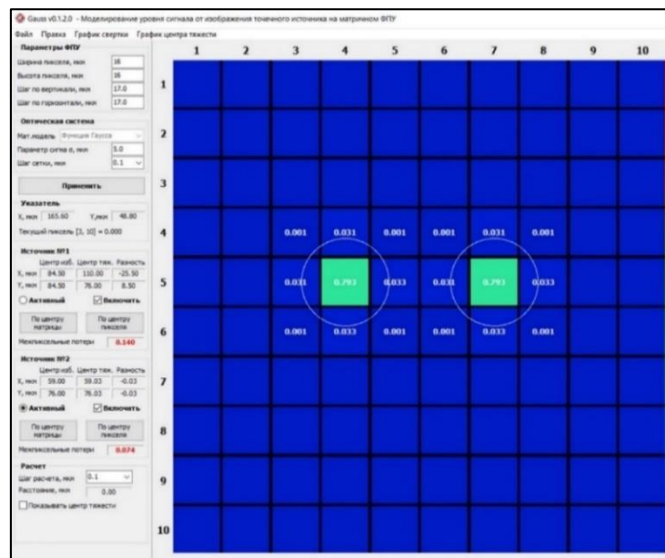 Gauss v0.1.2.0 - Моделирование уровня сигнала от изображения точечного источника на матричном ФПУ
Файл Правка График свертки График центра тяжести
Параметры ФПУ
Ширина пикселя, мкм 16
Высота пикселя, мкм 16
Шаг по вертикали, мкм 17.0
Шаг по горизонтали, мкм 17.0
Оптическая система
Мат.модель Функция Гаусса
Параметр сигма σ, мкм 5.0
Шаг сетки, мкм 0.1
Применить
Указатель
X, мкм 165.60 Y, мкм 48.80
Текущий пиксель [3, 10] = 0.000
Источник №1
Центр изб. Центр тяж. Разность
X, мкм 84.50 110.00 -25.50
Y, мкм 84.50 76.00 8.50
Активный Включить
По центру матрицы По центру пикселя
Межпиксельные потери 0.140
Источник №2
Центр изб. Центр тяж. Разность
X, мкм 59.00 59.03 -0.03
Y, мкм 76.00 76.03 -0.03
Активный Включить
По центру матрицы По центру пикселя
Межпиксельные потери 0.074
Расчет
Шаг расчета, мкм 0.1
Расстояние, мкм 0.00
Показывать центр тяжести
1 2 3 4 5 6 7 8 9 10
1
2
3
4 0.001 0.031 0.001 0.001 0.031 0.001
5 0.031 0.793 0.033 0.031 0.793 0.033
6 0.001 0.033 0.001 0.001 0.033 0.001
7
8
9
10